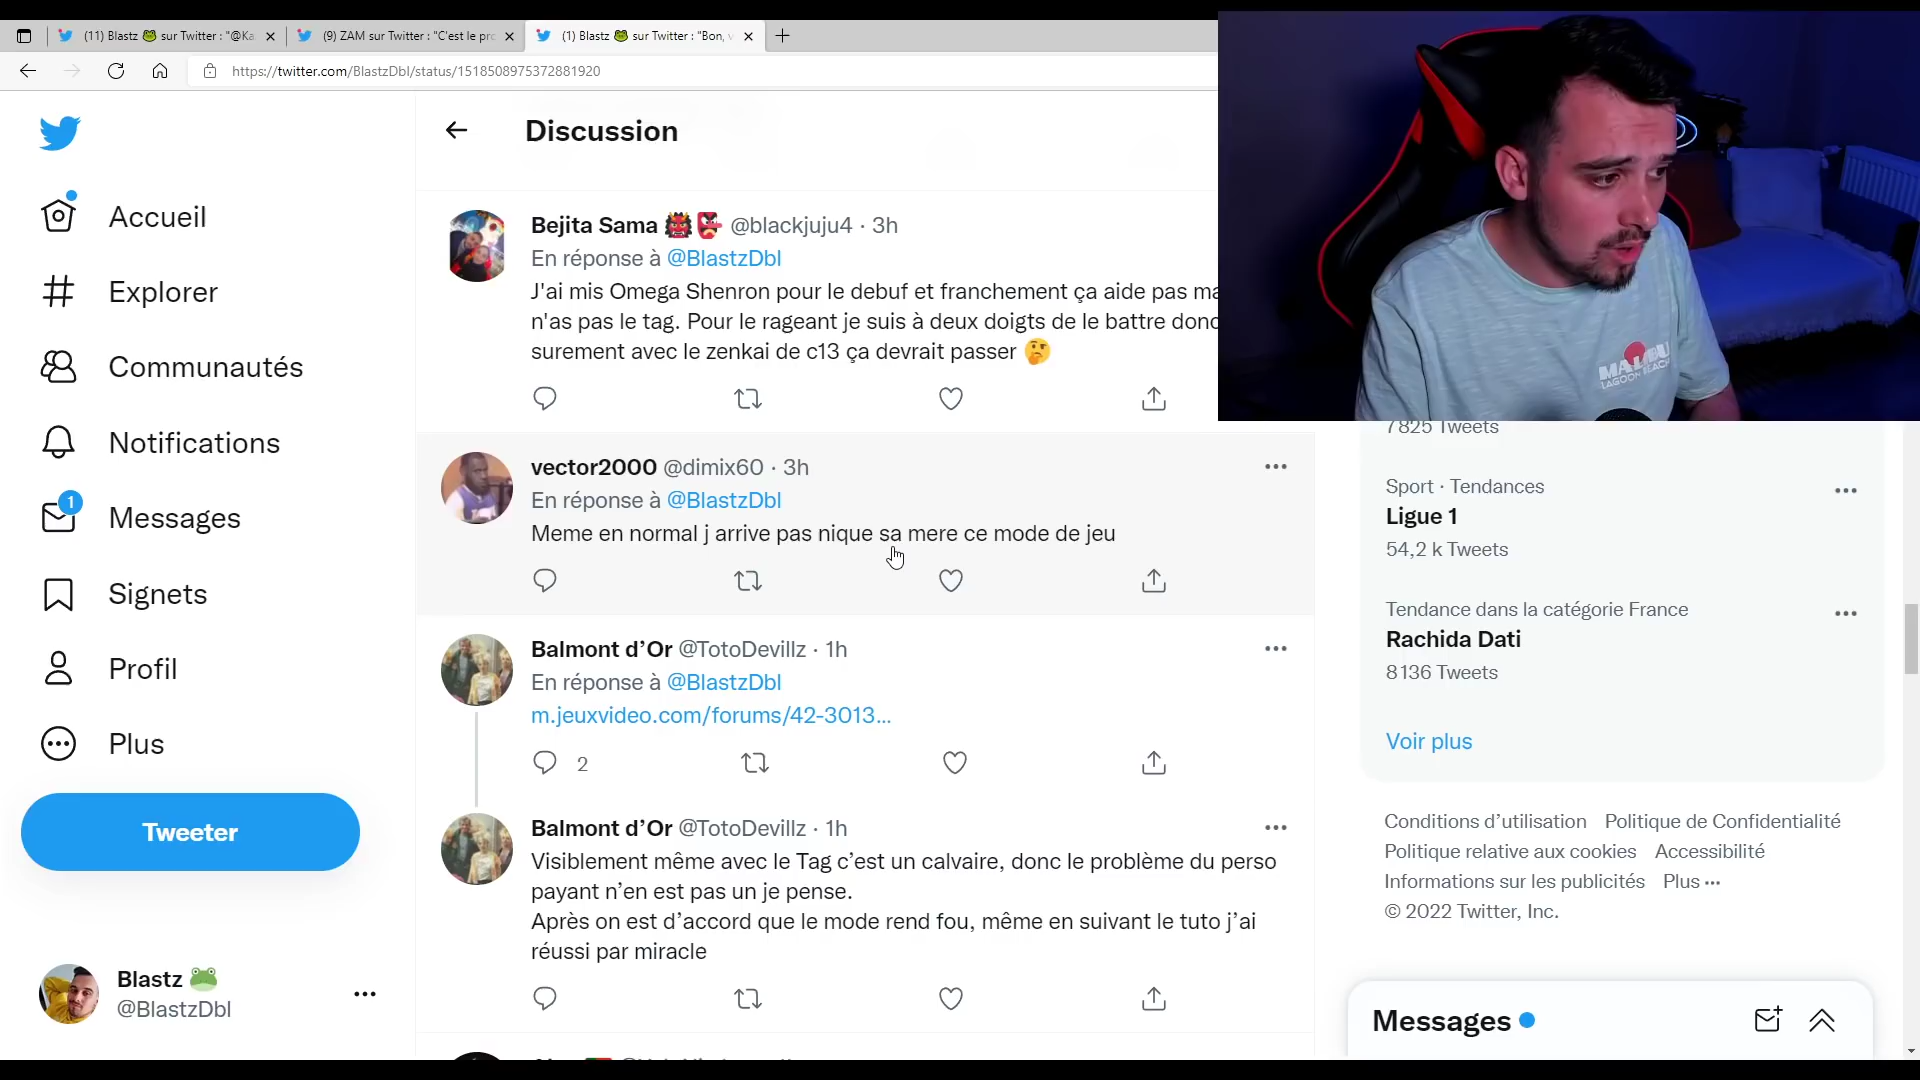 (11) Blastz 🐸 sur Twitter : "@Ka
(9) ZAM sur Twitter : "C'est le pr
(1) Blastz 🐸 sur Twitter : "Bon, v
https://twitter.com/BlastzDbl/status/1518508975372881920
Discussion
Accueil
Explorer
Communautés
Notifications
1
Messages
Signets
Profil
Plus
Tweeter
Blastz 🐸
@BlastzDbl
Bejita Sama 👹👺 @blackjuju4 · 3h
En réponse à @BlastzDbl
J'ai mis Omega Shenron pour le debuf et franchement ça aide pas ma
n'as pas le tag. Pour le rageant je suis à deux doigts de le battre donc
surement avec le zenkai de c13 ça devrait passer 🤔
vector2000 @dimix60 · 3h
En réponse à @BlastzDbl
Meme en normal j arrive pas nique sa mere ce mode de jeu
Balmont d’Or @TotoDevillz · 1h
En réponse à @BlastzDbl
m.jeuxvideo.com/forums/42-3013...
2
Balmont d’Or @TotoDevillz · 1h
Visiblement même avec le Tag c’est un calvaire, donc le problème du perso
payant n’en est pas un je pense.
Après on est d’accord que le mode rend fou, même en suivant le tuto j’ai
réussi par miracle
MALIBU
LAGOON BEACH
7 825 Tweets
Sport · Tendances
Ligue 1
54,2 k Tweets
Tendance dans la catégorie France
Rachida Dati
8 136 Tweets
Voir plus
Conditions d’utilisation Politique de Confidentialité
Politique relative aux cookies Accessibilité
Informations sur les publicités Plus ···
© 2022 Twitter, Inc.
Messages